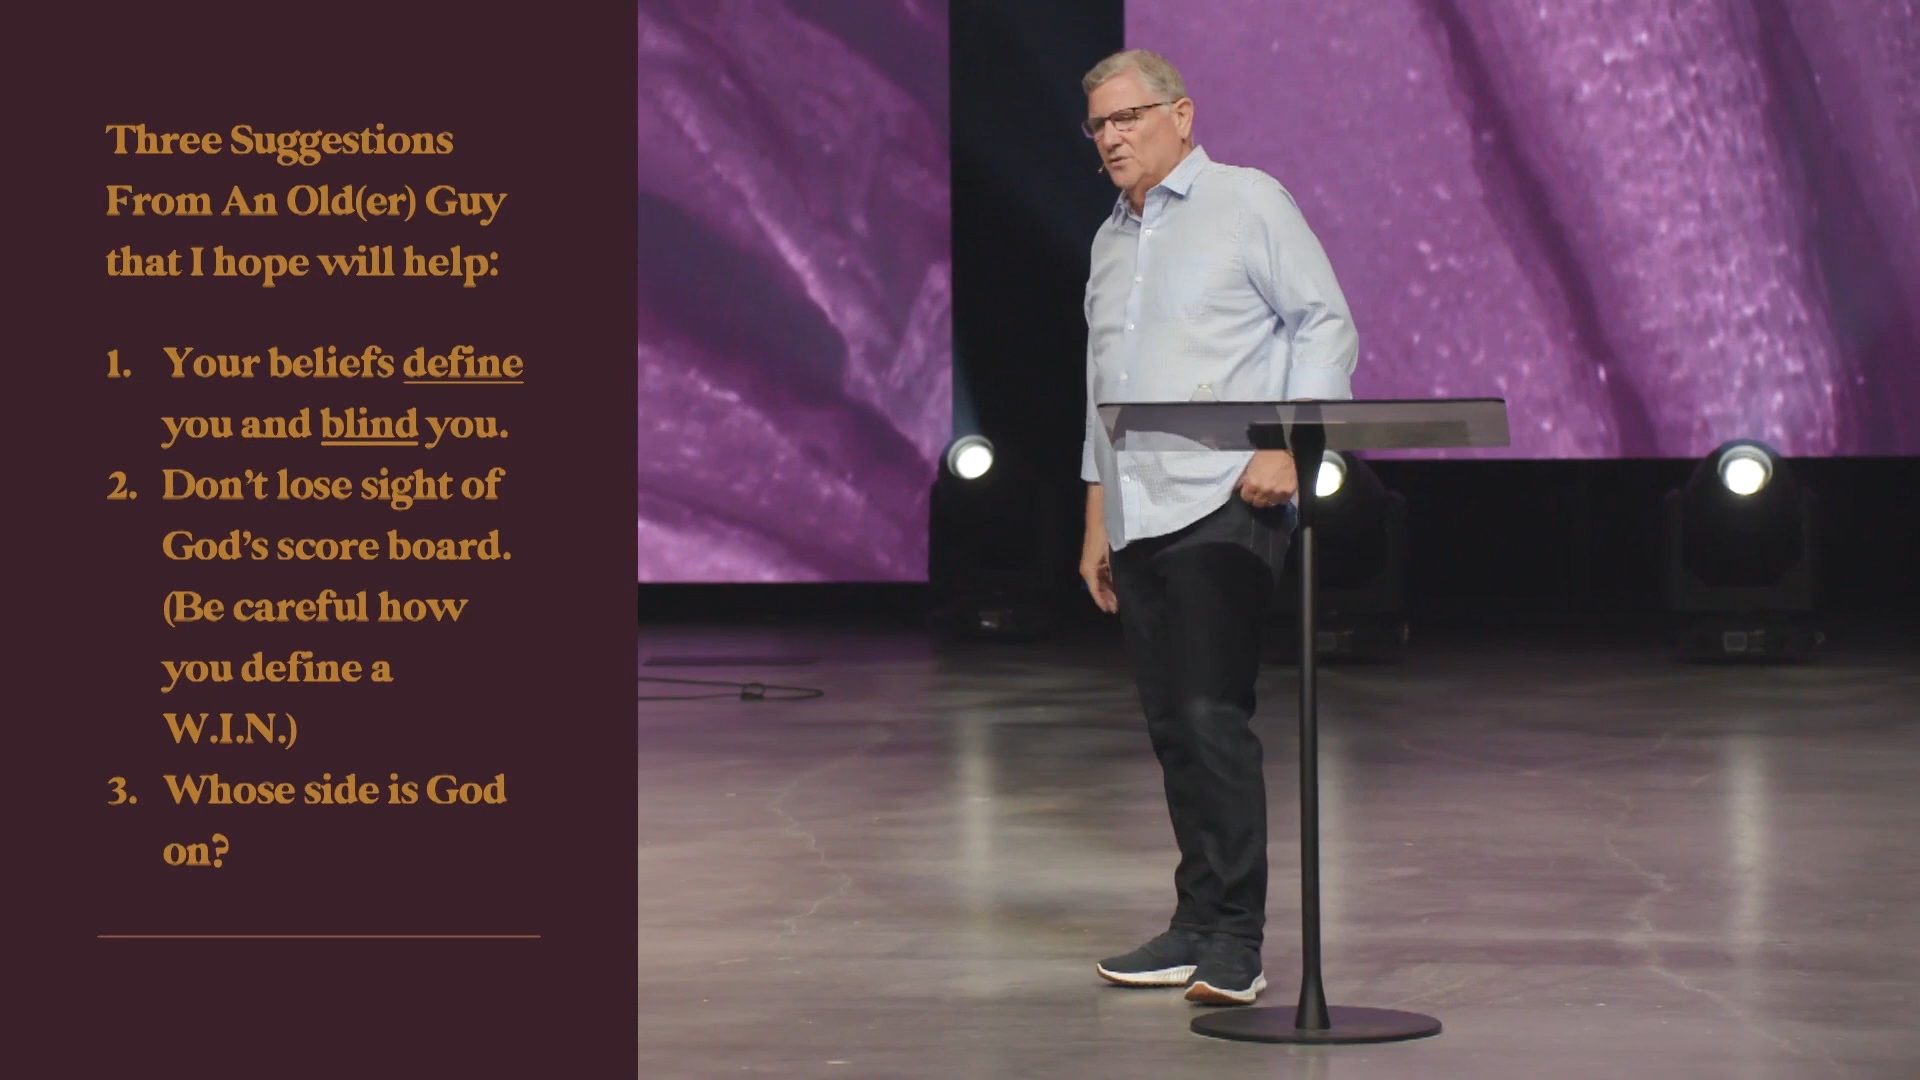 Three Suggestions
From An Old(er) Guy
that I hope will help:
1. Your beliefs define
you and blind you.
2. Don’t lose sight of
God’s score board.
(Be careful how
you define a
W.I.N.)
3. Whose side is God
on?